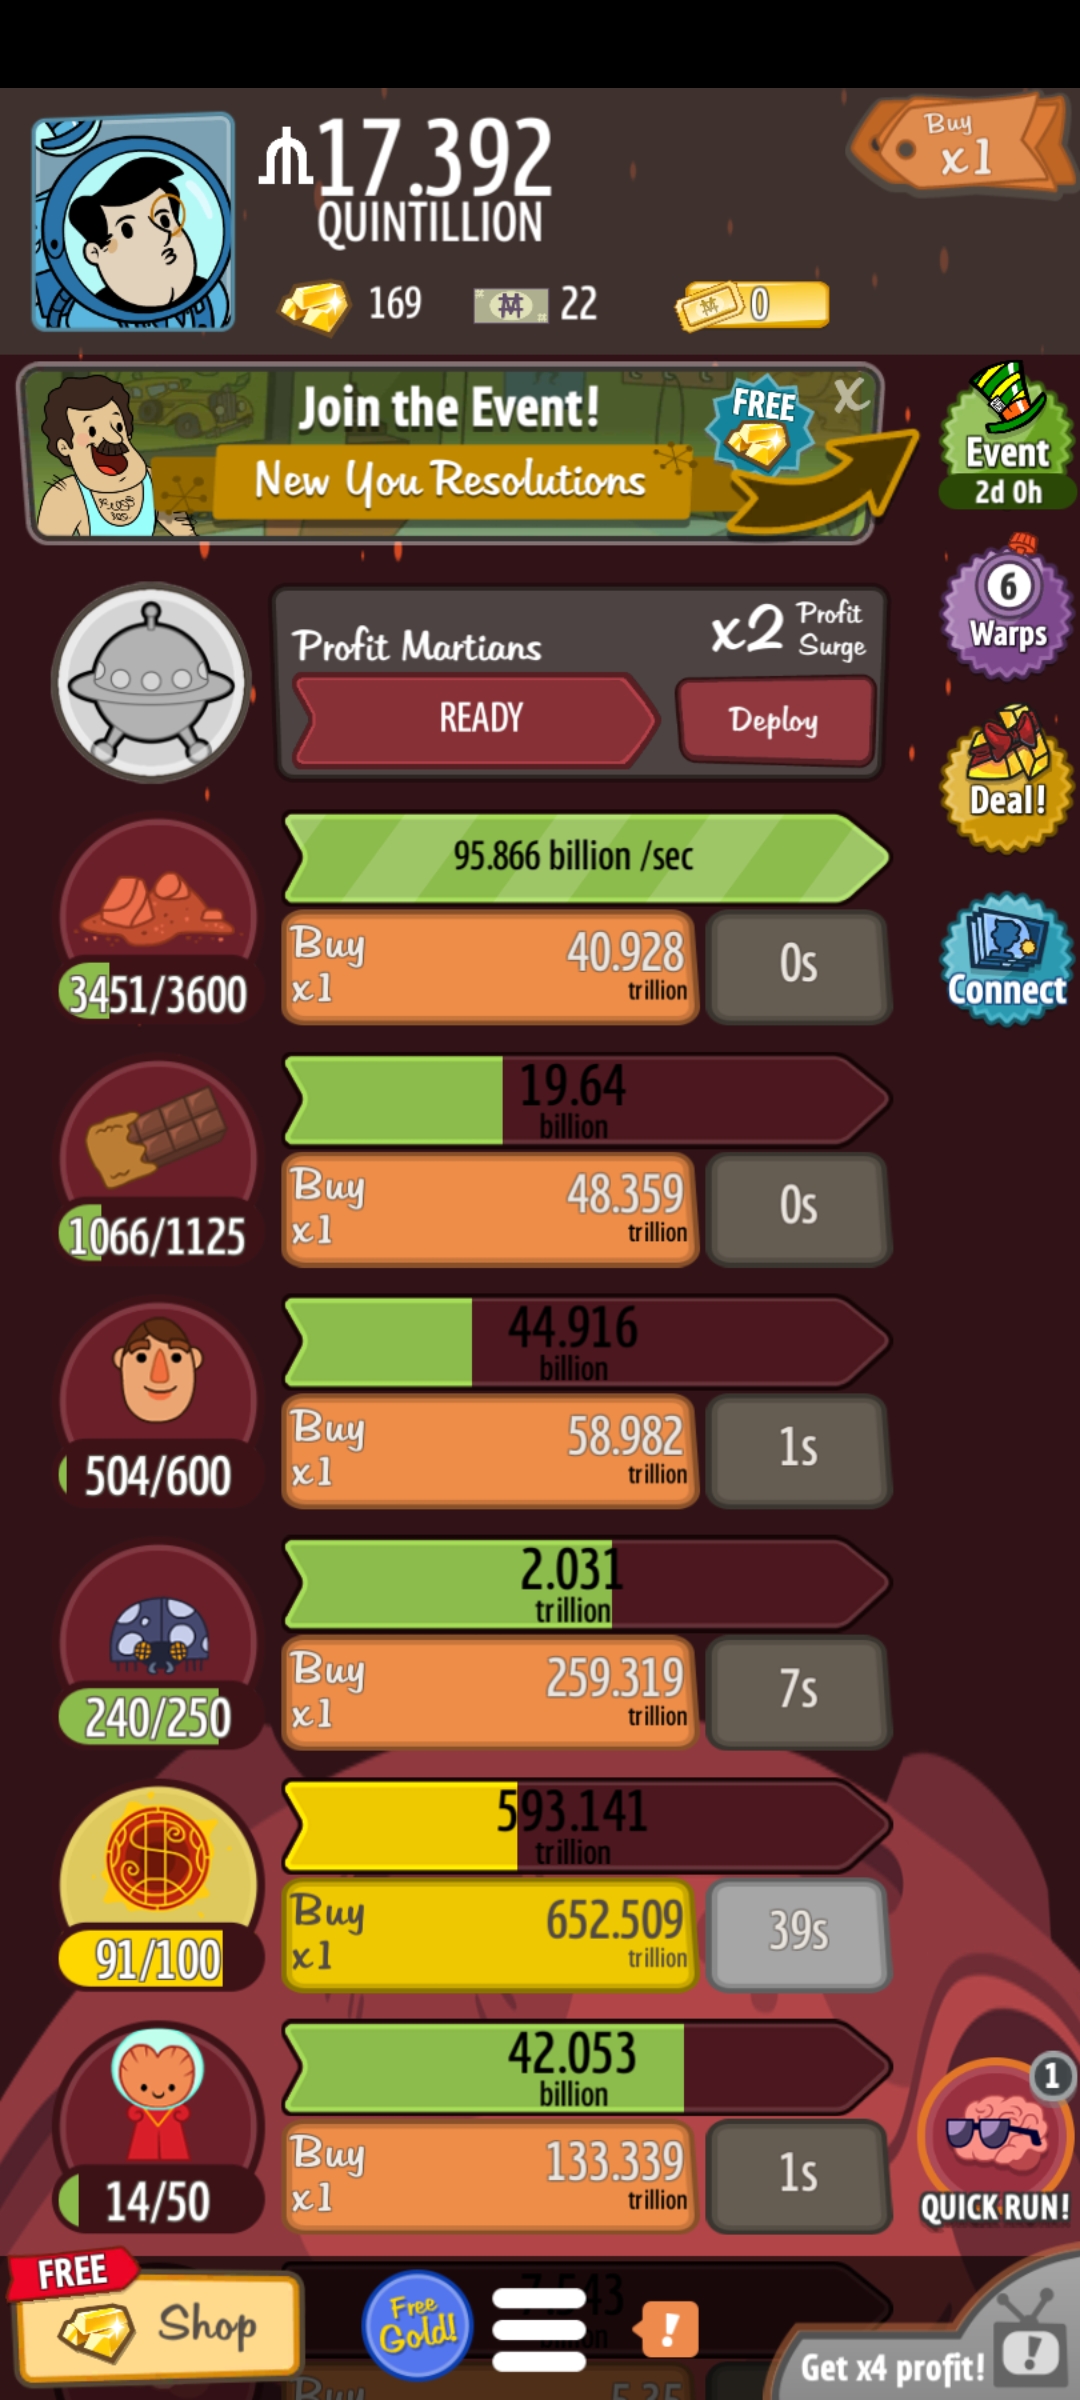 Buy
x1
17.392
QUINTILLION
169
22
0
Join the Event!
FREE
X
New You Resolutions
Event
2d 0h
6
Warps
Profit Martians
x2 Profit Surge
READY
Deploy
Deal!
95.866 billion /sec
Buy x1
40.928 trillion
0s
3451/3600
Connect
19.64 billion
Buy x1
48.359 trillion
0s
1066/1125
44.916 billion
Buy x1
58.982 trillion
1s
504/600
2.031 trillion
Buy x1
259.319 trillion
7s
240/250
593.141 trillion
Buy x1
652.509 trillion
39s
91/100
42.053 billion
Buy x1
133.339 trillion
1s
14/50
1
QUICK RUN!
FREE
Shop
Free Gold!
!
Get x4 profit!
!
Buy